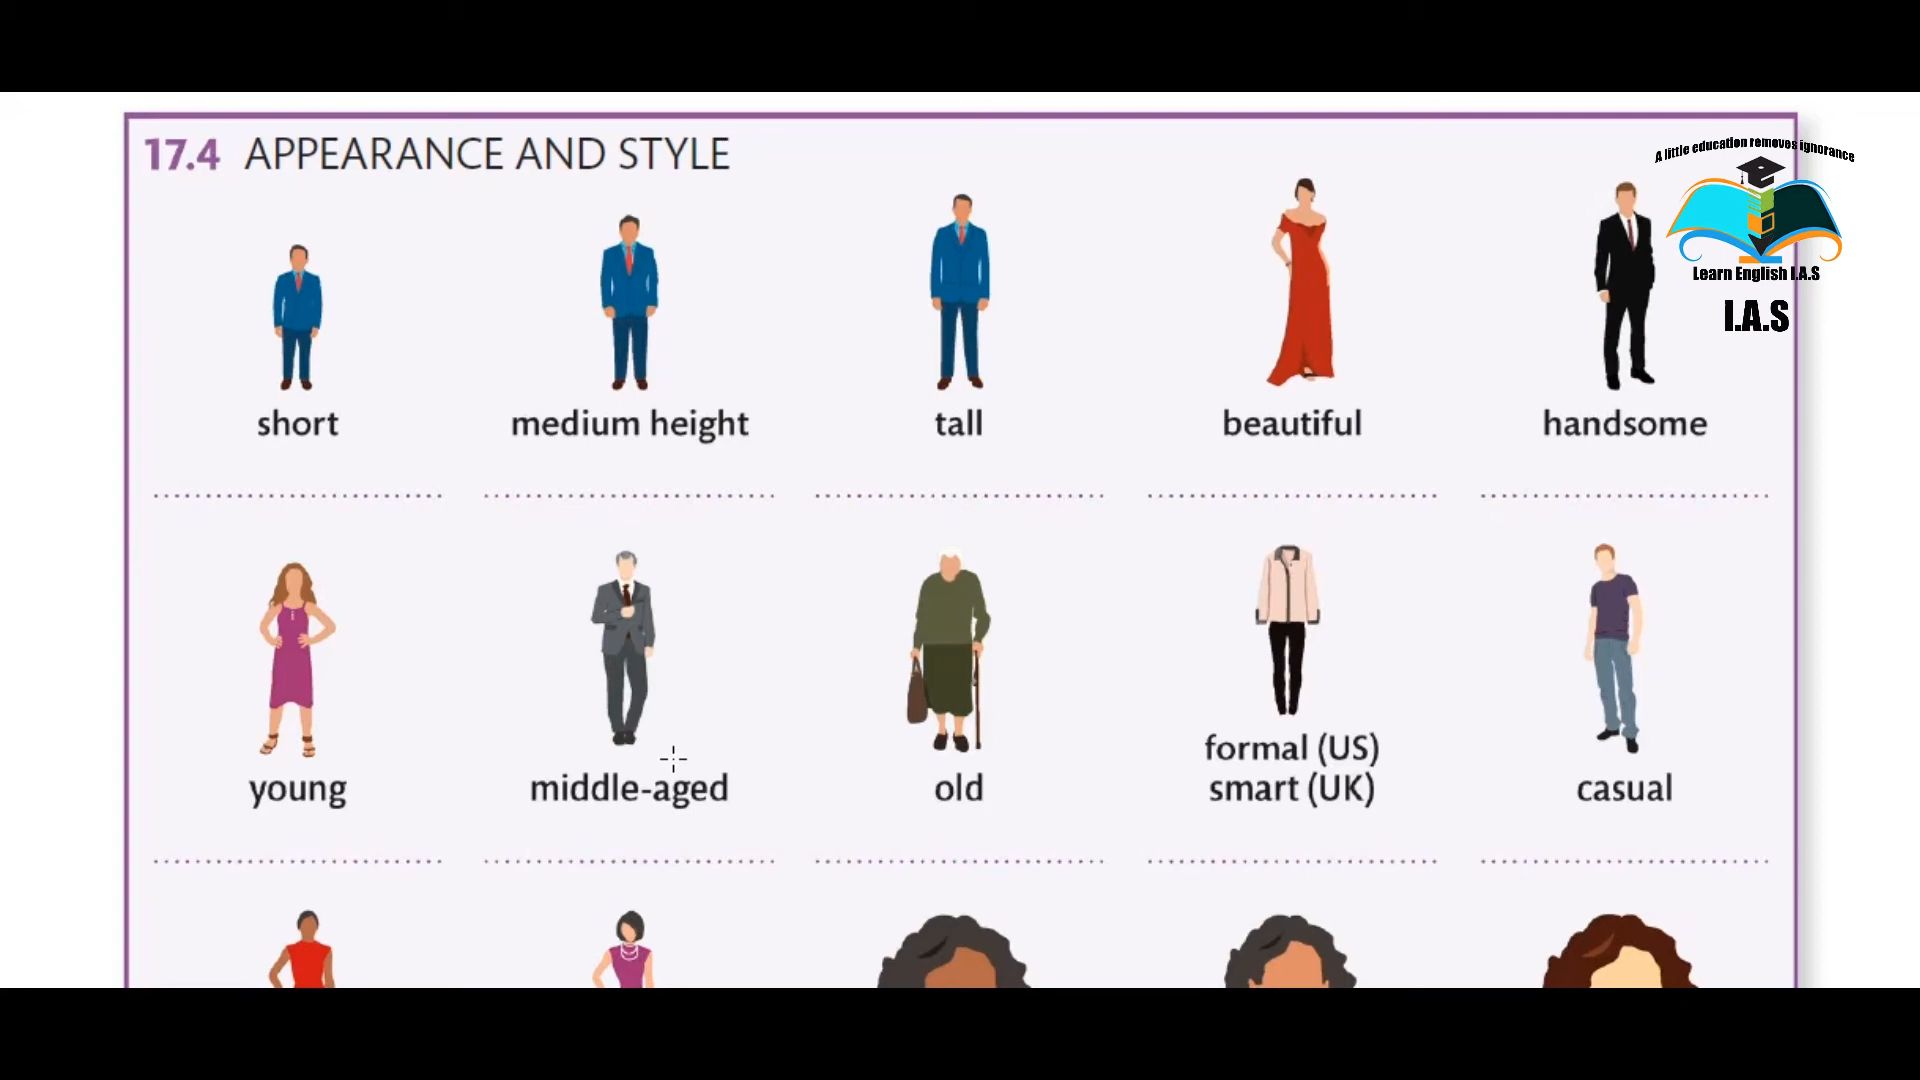 17.4 APPEARANCE AND STYLE
A little education removes ignorance
Learn English I.A.S
I.A.S
short
medium height
tall
beautiful
handsome
young
middle-aged
old
formal (US)
smart (UK)
casual